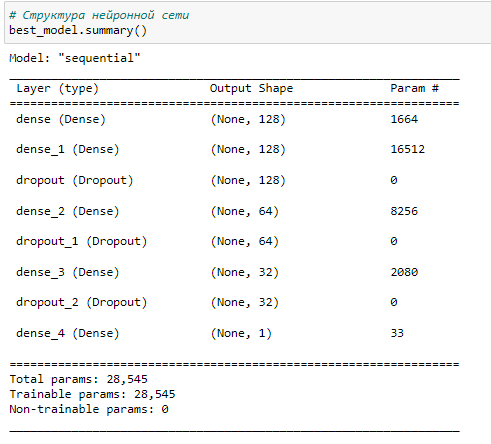 # Структура нейронной сети
best_model.summary()
Model: "sequential"
_________________________________________________________________
Layer (type) Output Shape Param #
=================================================================
dense (Dense) (None, 128) 1664
dense_1 (Dense) (None, 128) 16512
dropout (Dropout) (None, 128) 0
dense_2 (Dense) (None, 64) 8256
dropout_1 (Dropout) (None, 64) 0
dense_3 (Dense) (None, 32) 2080
dropout_2 (Dropout) (None, 32) 0
dense_4 (Dense) (None, 1) 33
=================================================================
Total params: 28,545
Trainable params: 28,545
Non-trainable params: 0
_________________________________________________________________